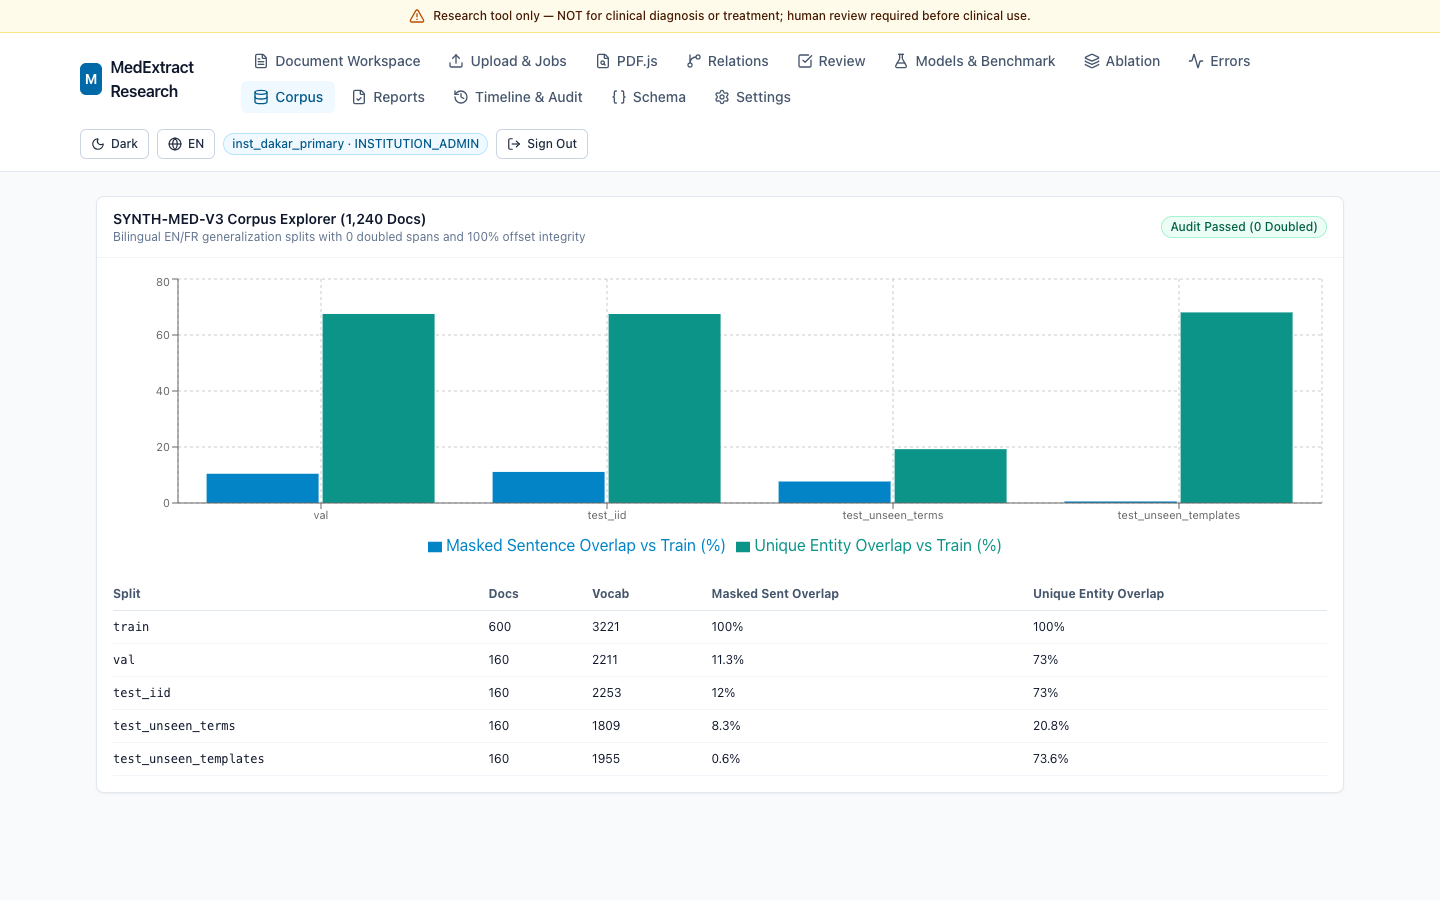 Research tool only — NOT for clinical diagnosis or treatment; human review required before clinical use.
M
MedExtract
Research
Document Workspace
Upload & Jobs
PDF.js
Relations
Review
Models & Benchmark
Ablation
Errors
Corpus
Reports
Timeline & Audit
Schema
Settings
Dark
EN
inst_dakar_primary · INSTITUTION_ADMIN
Sign Out
SYNTH-MED-V3 Corpus Explorer (1,240 Docs)
Bilingual EN/FR generalization splits with 0 doubled spans and 100% offset integrity
Audit Passed (0 Doubled)
80
60
40
20
0
val
test_iid
test_unseen_terms
test_unseen_templates
Masked Sentence Overlap vs Train (%)
Unique Entity Overlap vs Train (%)
Split Docs Vocab Masked Sent Overlap Unique Entity Overlap
train 600 3221 100% 100%
val 160 2211 11.3% 73%
test_iid 160 2253 12% 73%
test_unseen_terms 160 1809 8.3% 20.8%
test_unseen_templates 160 1955 0.6% 73.6%